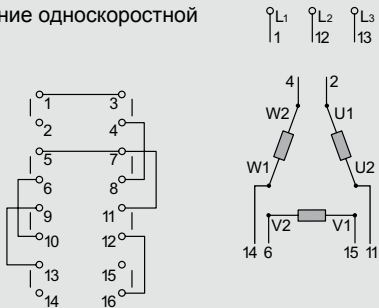 ние односкоростной
L1 L2 L3
1 12 13
4 2
W2 U1
W1 U2
V2 V1
14 6 15 11
1 3
2 4
5 7
6 8
9 11
10 12
13 15
14 16